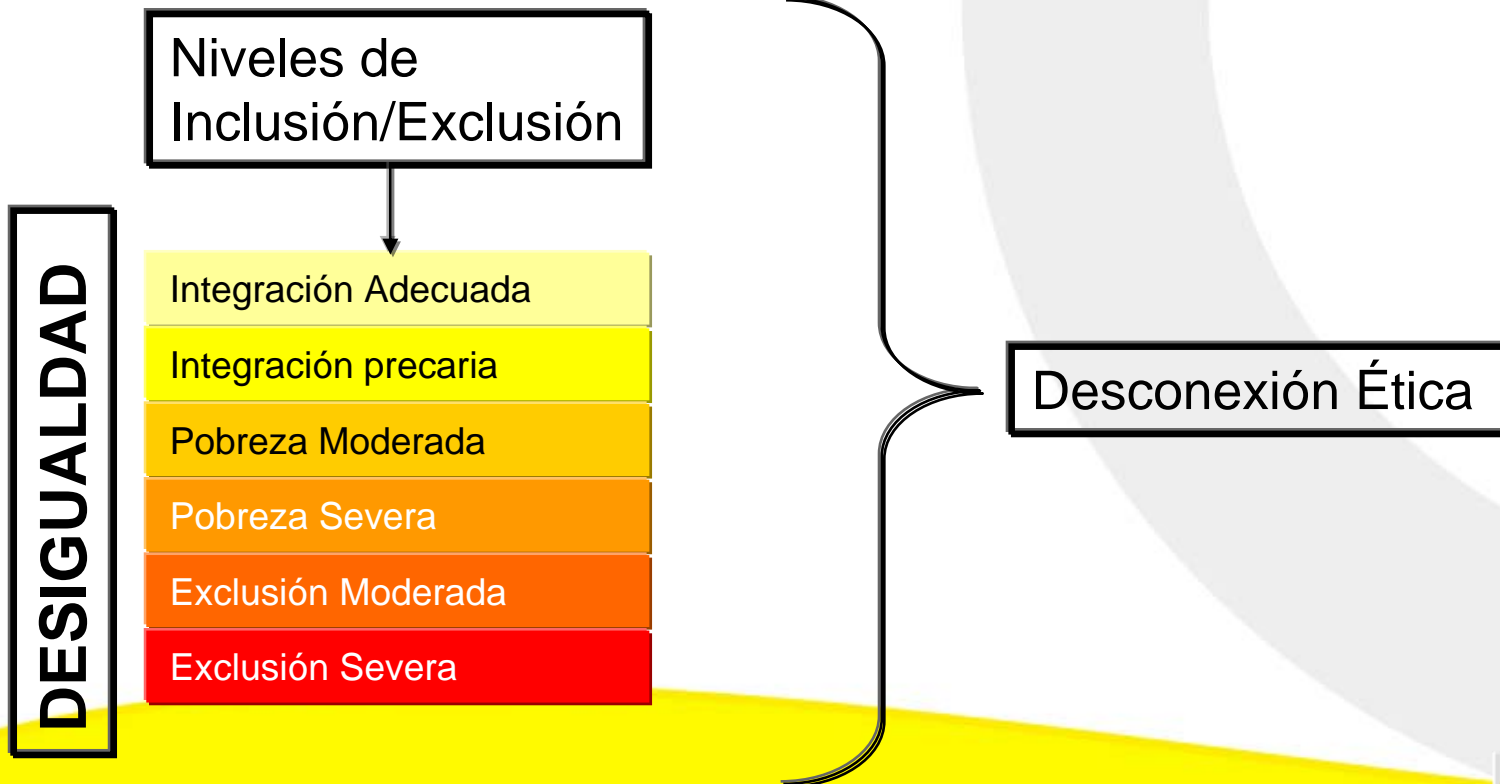 Niveles de
Inclusión/Exclusión
DESIGUALDAD
Integración Adecuada
Integración precaria
Pobreza Moderada
Pobreza Severa
Exclusión Moderada
Exclusión Severa
Desconexión Ética